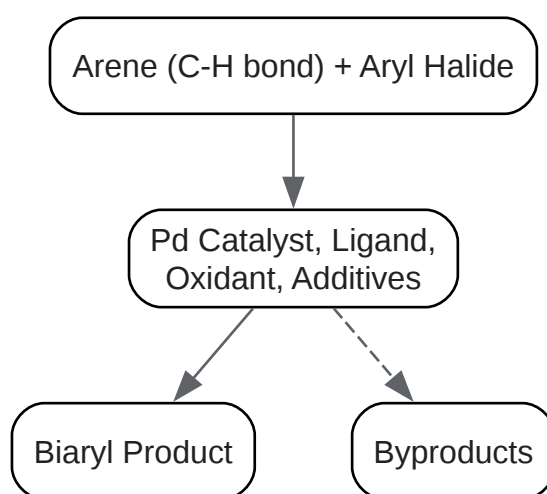 Arene (C-H bond) + Aryl Halide
Pd Catalyst, Ligand,
Oxidant, Additives
Biaryl Product
Byproducts